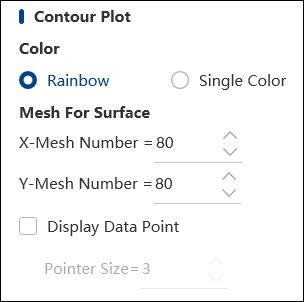 Contour Plot
Color
Rainbow Single Color
Mesh For Surface
X-Mesh Number = 80
Y-Mesh Number = 80
Display Data Point
Pointer Size= 3